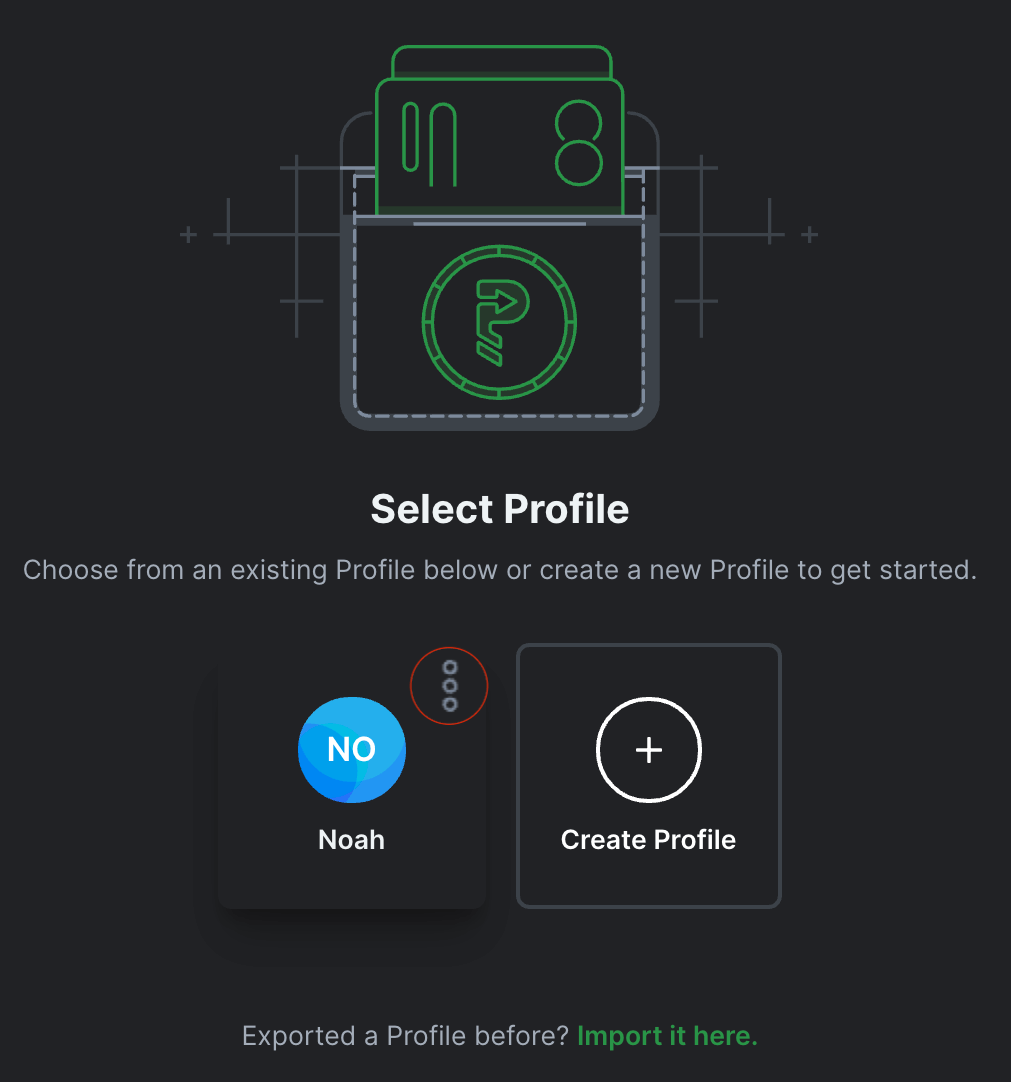 Select Profile
Choose from an existing Profile below or create a new Profile to get started.
NO
Noah
Create Profile
Exported a Profile before? Import it here.